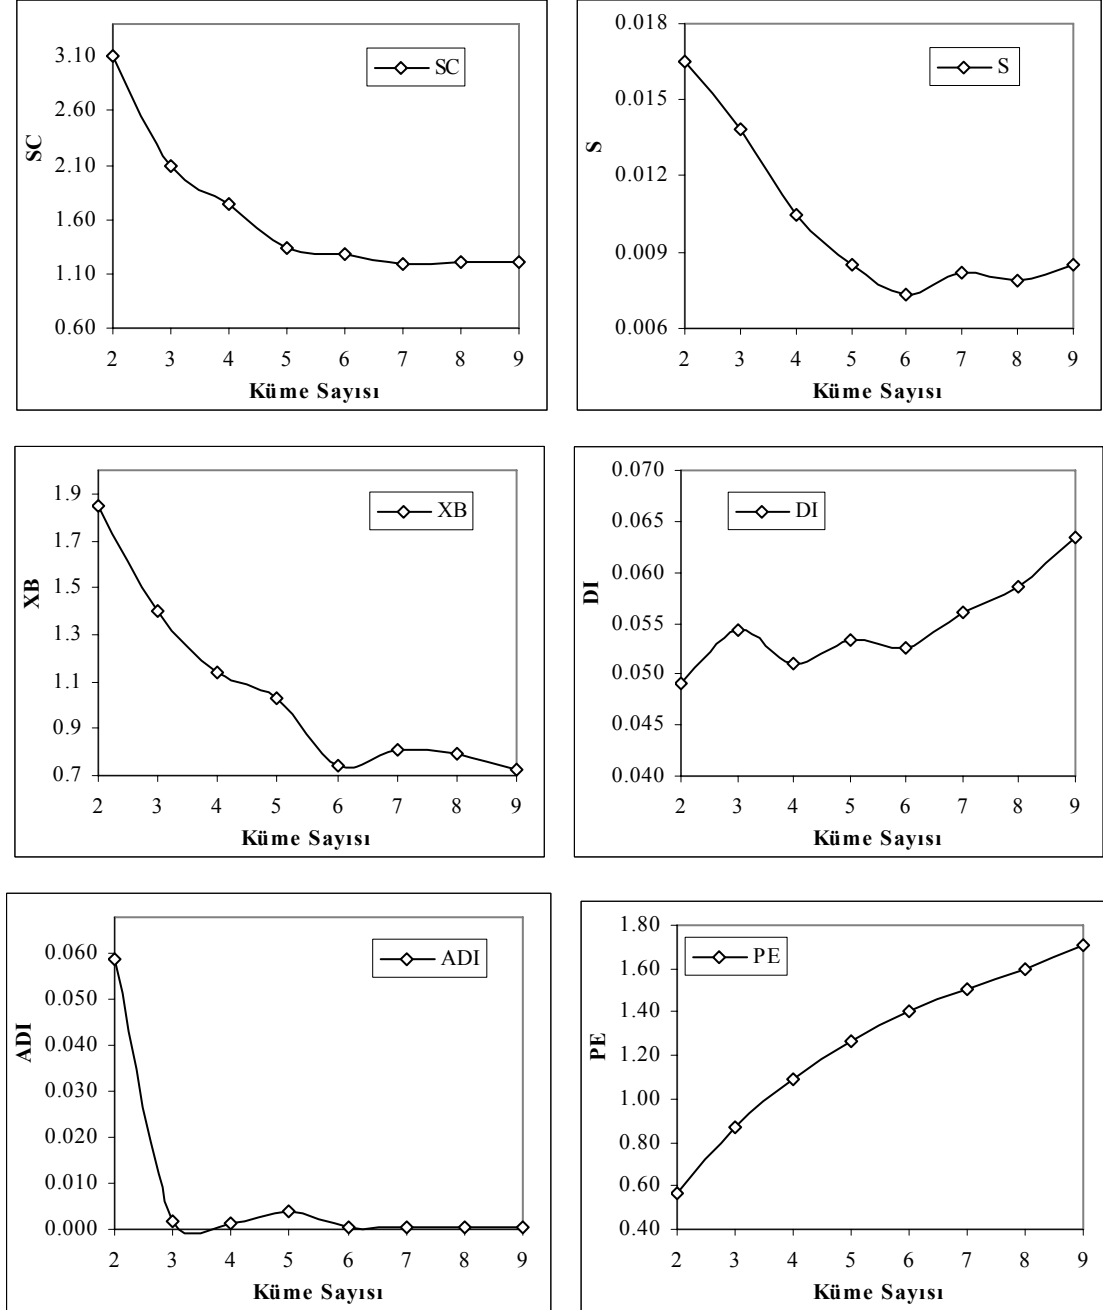 SC
3.10
2.60
2.10
1.60
1.10
0.60
SC
2 3 4 5 6 7 8 9
Küme Sayısı
S
0.018
0.015
0.012
0.009
0.006
S
2 3 4 5 6 7 8 9
Küme Sayısı
XB
1.9
1.7
1.5
1.3
1.1
0.9
0.7
XB
2 3 4 5 6 7 8 9
Küme Sayısı
DI
0.070
0.065
0.060
0.055
0.050
0.045
0.040
DI
2 3 4 5 6 7 8 9
Küme Sayısı
ADI
0.060
0.050
0.040
0.030
0.020
0.010
0.000
ADI
2 3 4 5 6 7 8 9
Küme Sayısı
PE
1.80
1.60
1.40
1.20
1.00
0.80
0.60
0.40
PE
2 3 4 5 6 7 8 9
Küme Sayısı